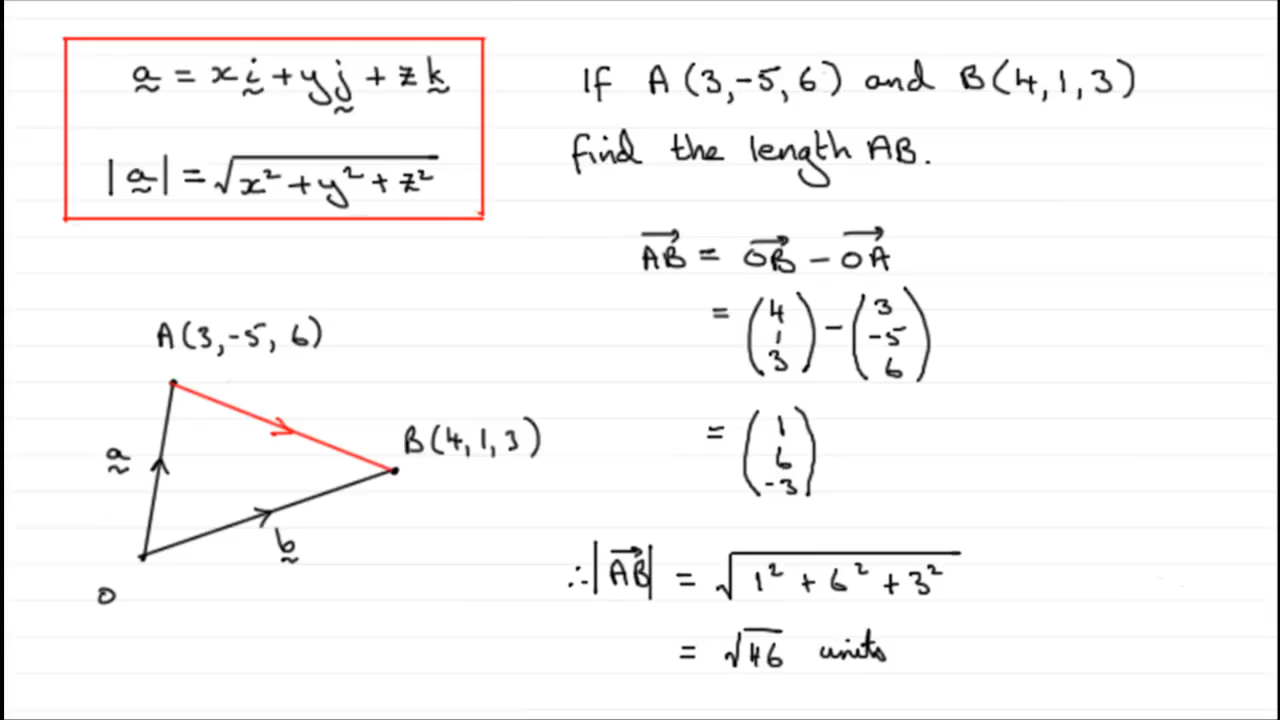 a = xi + yj + zk
|a| = √x² + y² + z²
If A (3, -5, 6) and B (4, 1, 3)
find the length AB.
AB = OB - OA
= (4 1 3) - (3 -5 6)
= (1 6 -3)
∴ |AB| = √1² + 6² + 3²
= √46 units
A (3, -5, 6)
B (4, 1, 3)
a
b
O